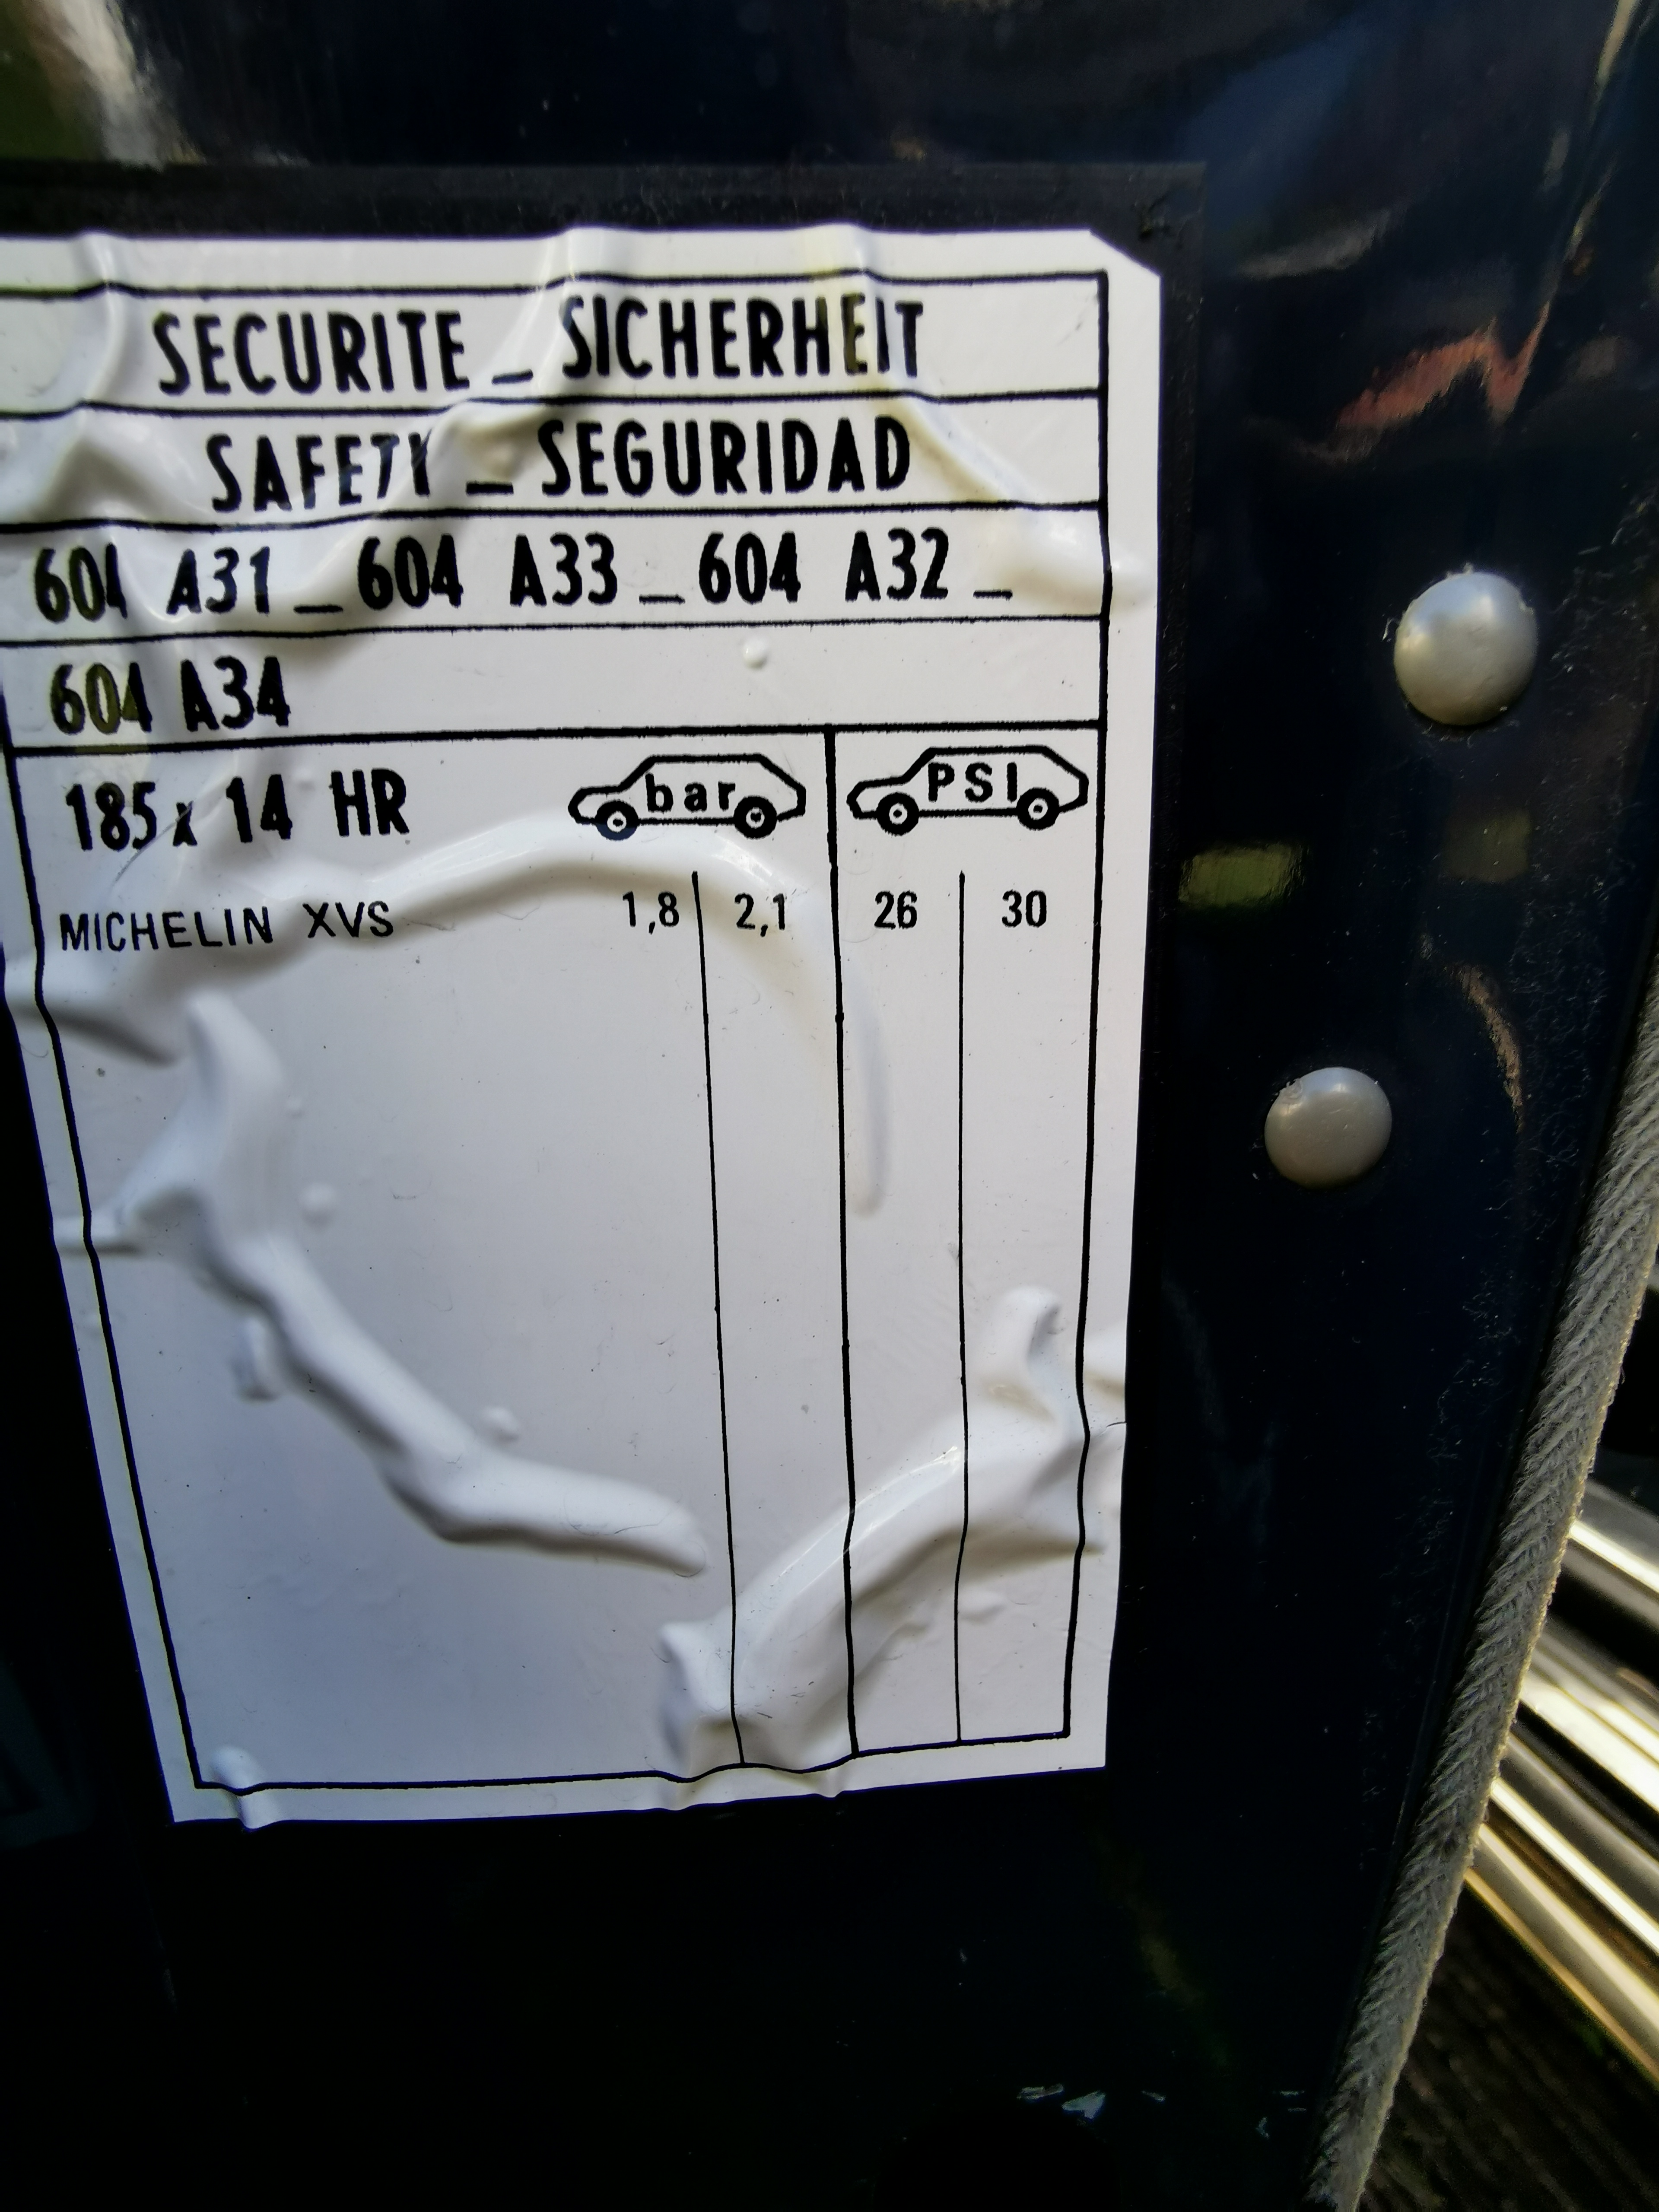 SECURITE _ SICHERHEIT
SAFETY _ SEGURIDAD
604 A31 _ 604 A33 _ 604 A32 _
604 A34
185 x 14 HR bar PSI
MICHELIN XVS 1,8 2,1 26 30